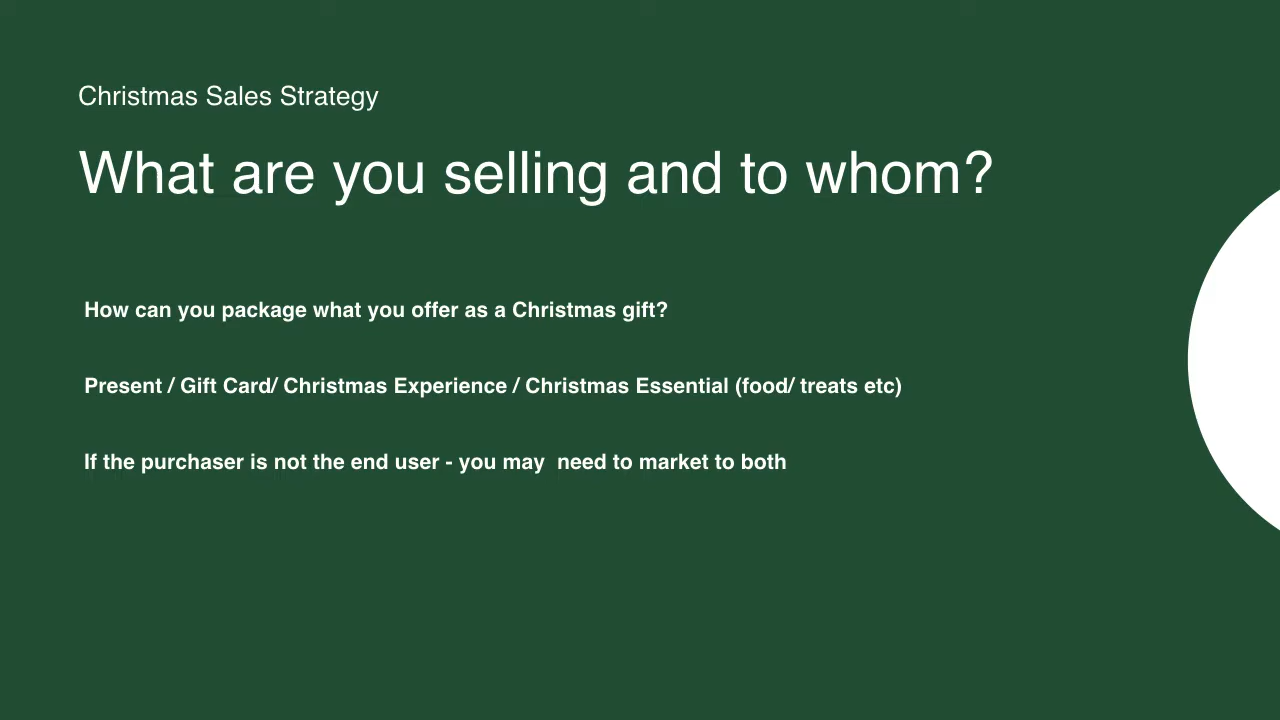 Christmas Sales Strategy
What are you selling and to whom?
How can you package what you offer as a Christmas gift?
Present / Gift Card/ Christmas Experience / Christmas Essential (food/ treats etc)
If the purchaser is not the end user - you may  need to market to both